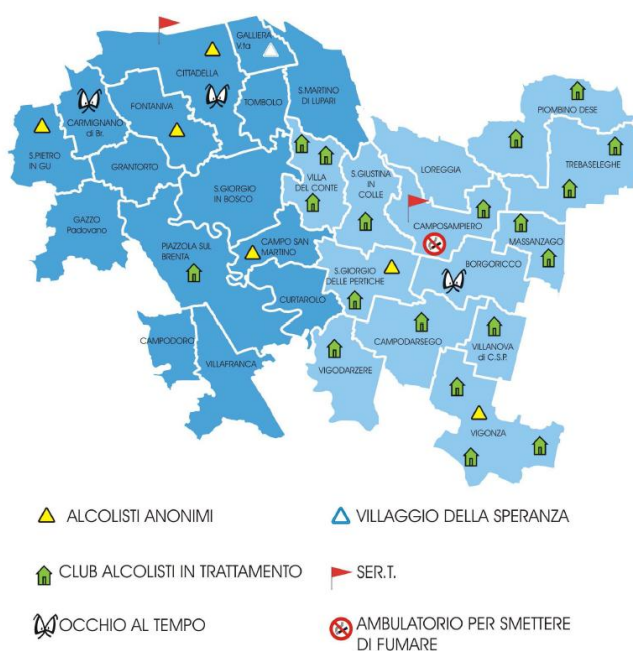 GALLIERA
V.ta
CITTADELLA
S.MARTINO
DI LUPARI
FONTANIVA
TOMBOLO
CARMIGNANO
di Br.
S.PIETRO
IN GU
GRANTORTO
GAZZO
Padovano
S.GIORGIO
IN BOSCO
VILLA
DEL CONTE
S.GIUSTINA
IN
COLLE
LOREGGIA
PIOMBINO DESE
TREBASELEGHE
CAMPOSAMPIERO
MASSANZAGO
PIAZZOLA SUL
BRENTA
CAMPO SAN
MARTINO
S.GIORGIO
DELLE PERTICHE
BORGORICCO
CURTAROLO
CAMPODORO
VILLAFRANCA
VIGODARZERE
CAMPODARSEGO
VILLANOVA
di C.S.P.
VIGONZA
ALCOLISTI ANONIMI
VILLAGGIO DELLA SPERANZA
CLUB ALCOLISTI IN TRATTAMENTO
SER.T.
OCCHIO AL TEMPO
AMBULATORIO PER SMETTERE
DI FUMARE